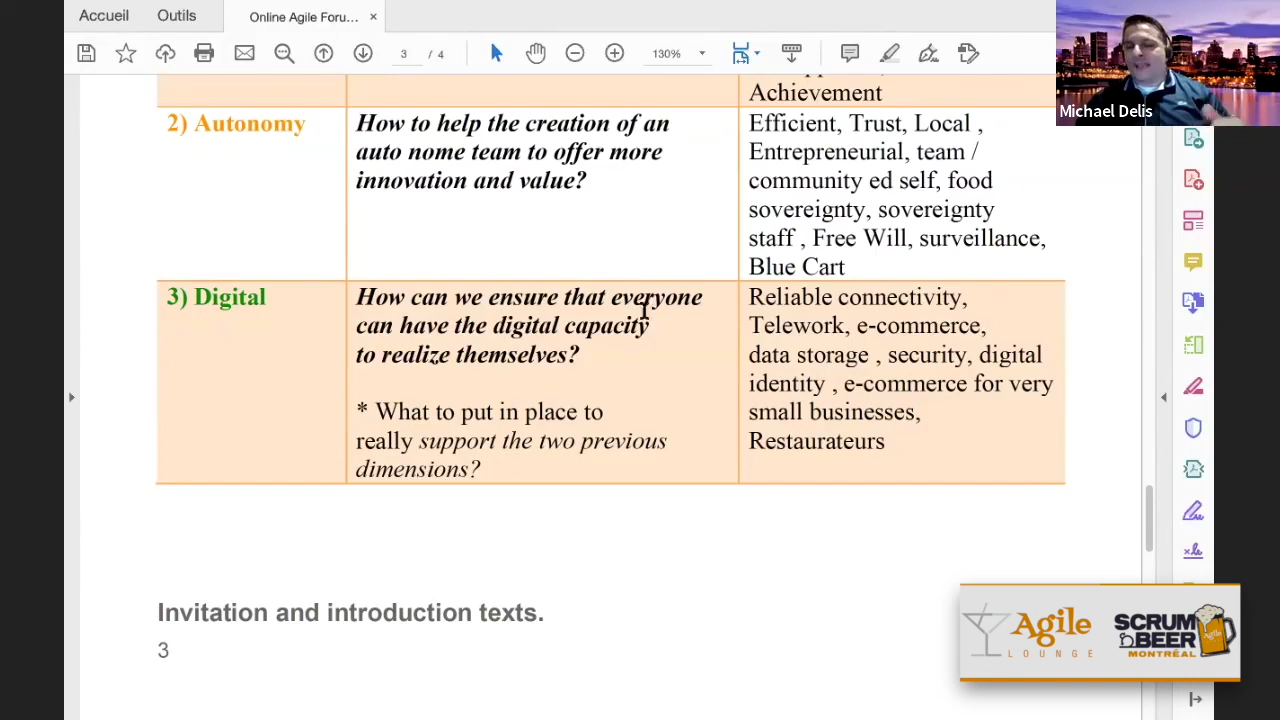 Accueil
Outils
Online Agile Foru...
3 / 4
130%
Michael Delis
Achievement
2) Autonomy
How to help the creation of an
auto nome team to offer more
innovation and value?
Efficient, Trust, Local ,
Entrepreneurial, team /
community ed self, food
sovereignty, sovereignty
staff , Free Will, surveillance,
Blue Cart
3) Digital
How can we ensure that everyone
can have the digital capacity
to realize themselves?
* What to put in place to
really support the two previous
dimensions?
Reliable connectivity,
Telework, e-commerce,
data storage , security, digital
identity , e-commerce for very
small businesses,
Restaurateurs
Invitation and introduction texts.
3
Agile
LOUNGE
SCRUM
BEER
MONTRÉAL
Agile